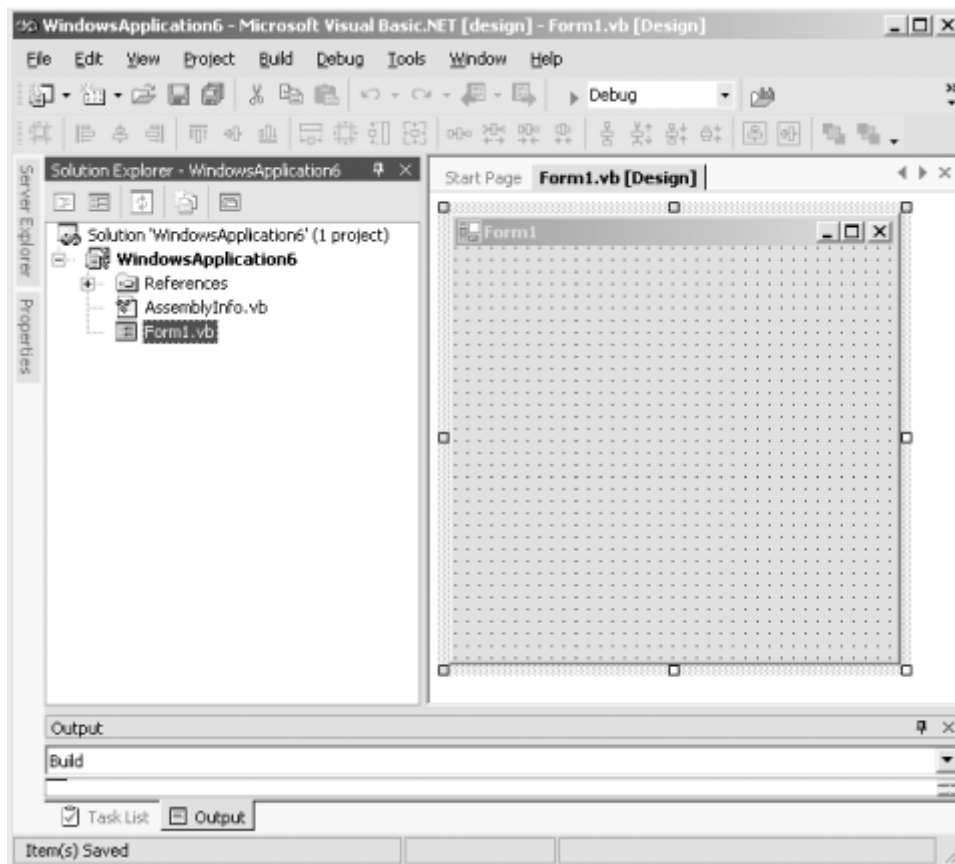 WindowsApplication6 - Microsoft Visual Basic.NET [design] - Form1.vb [Design]
File Edit View Project Build Debug Tools Window Help
Debug
Solution Explorer - WindowsApplication6
Start Page Form1.vb [Design]
Server Explorer
Properties
Solution 'WindowsApplication6' (1 project)
WindowsApplication6
References
AssemblyInfo.vb
Form1.vb
Form1
Output
Build
Task List Output
Item(s) Saved